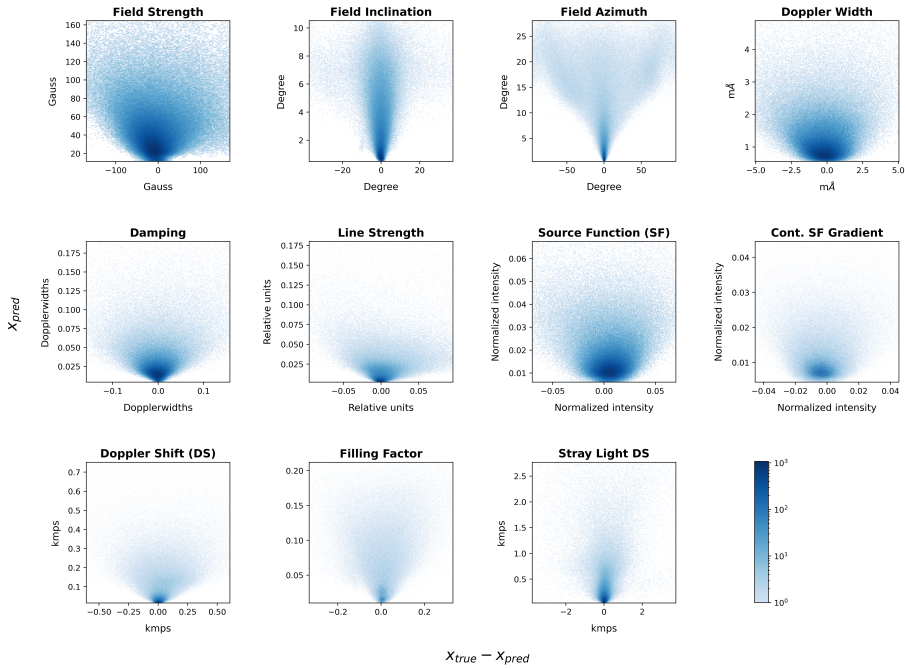 Field Strength
Field Inclination
Field Azimuth
Doppler Width
160
140
120
100
80
60
40
20
Gauss
−100 0 100
Gauss
10
8
6
4
2
Degree
−20 0 20
Degree
25
20
15
10
5
Degree
−50 0 50
Degree
4
3
2
1
mÅ
−5.0 −2.5 0.0 2.5 5.0
mÅ
Damping
Line Strength
Source Function (SF)
Cont. SF Gradient
0.175
0.150
0.125
0.100
0.075
0.050
0.025
Dopplerwidths
−0.1 0.0 0.1
Dopplerwidths
0.175
0.150
0.125
0.100
0.075
0.050
0.025
Relative units
−0.05 0.00 0.05
Relative units
0.06
0.05
0.04
0.03
0.02
0.01
Normalized intensity
−0.05 0.00 0.05
Normalized intensity
0.04
0.03
0.02
0.01
Normalized intensity
−0.04 −0.02 0.00 0.02 0.04
Normalized intensity
x_pred
Doppler Shift (DS)
Filling Factor
Stray Light DS
0.7
0.6
0.5
0.4
0.3
0.2
0.1
kmps
−0.50 −0.25 0.00 0.25 0.50
kmps
0.20
0.15
0.10
0.05
−0.2 0.0 0.2
2.5
2.0
1.5
1.0
0.5
kmps
−2 0 2
kmps
10³
10²
10¹
10⁰
x_true − x_pred